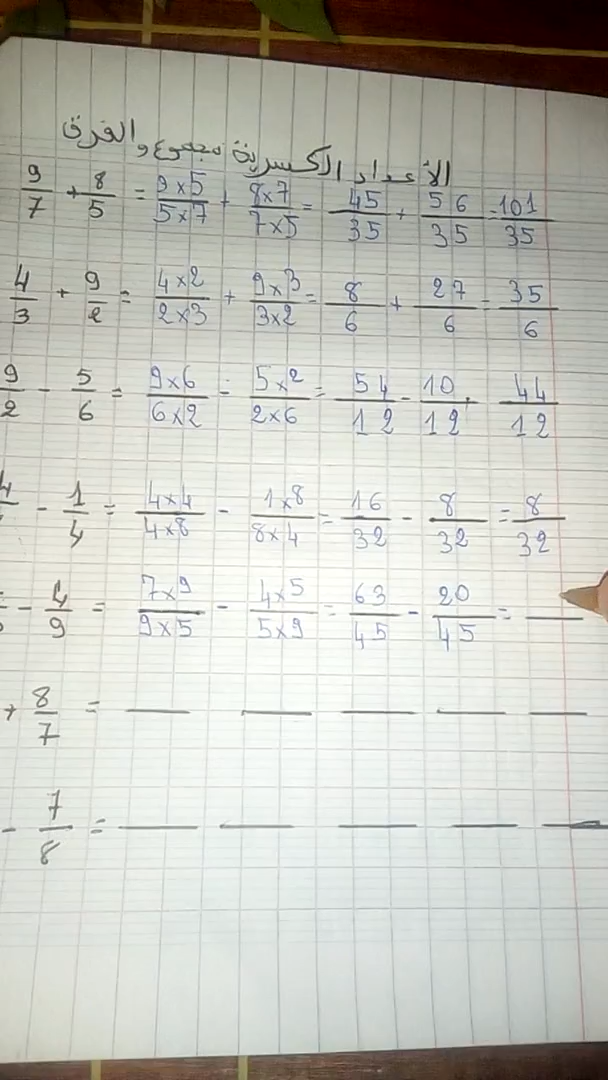 الأعداد الكسرية مجموع والفرق
9/7 + 8/5 = 9×5/5×7 + 8×7/7×5 = 45/35 + 56/35 = 101/35
4/3 + 9/2 = 4×2/2×3 + 9×3/3×2 = 8/6 + 27/6 = 35/6
9/2 - 5/6 = 9×6/6×2 - 5×2/2×6 = 54/12 - 10/12 - 44/12
- 1/4 = 4×4/4×8 - 1×8/8×4 = 16/32 - 8/32 = 8/32
- 4/9 = 7×9/9×5 - 4×5/5×9 = 63/45 - 20/45 =
+ 8/7 =
- 7/8 =